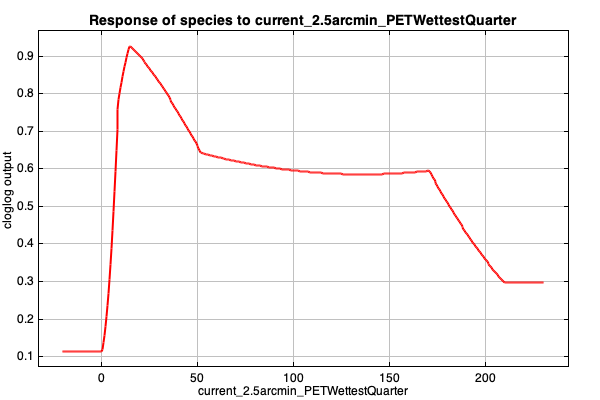 Response of species to current_2.5arcmin_PETWettestQuarter
cloglog output
0.9
0.8
0.7
0.6
0.5
0.4
0.3
0.2
0.1
0 50 100 150 200
current_2.5arcmin_PETWettestQuarter